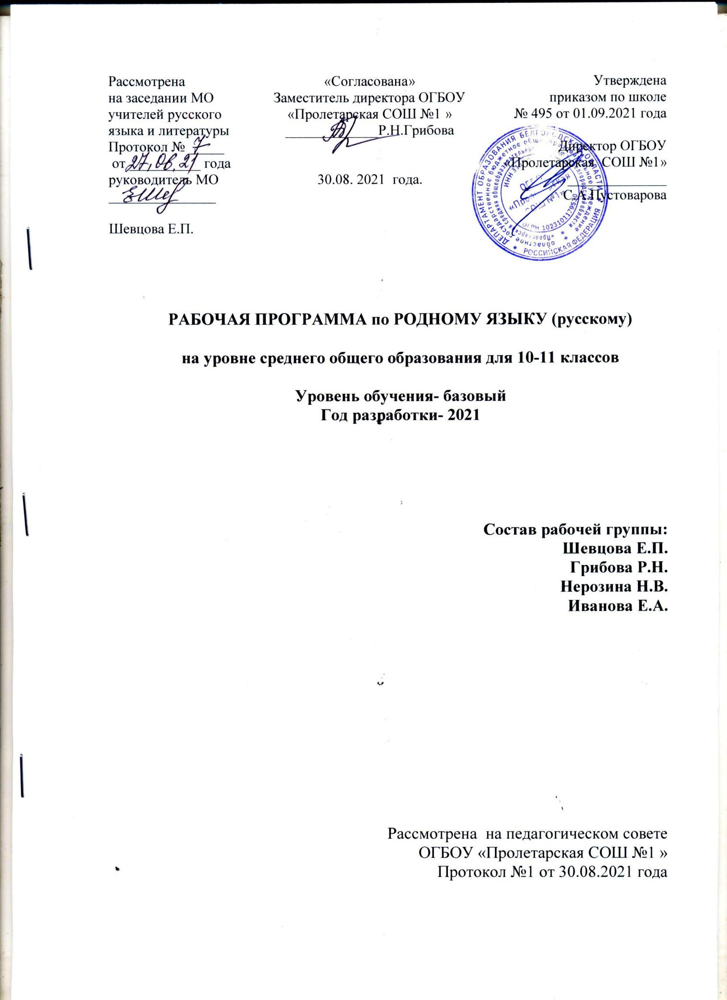 Рассмотрена
на заседании МО
учителей русского
языка и литературы
Протокол № 7
от 27.08.21 года
руководитель МО
Шевцова Е.П.
«Согласована»
Заместитель директора ОГБОУ
«Пролетарская СОШ №1 »
Р.Н.Грибова
30.08. 2021 года.
Утверждена
приказом по школе
№ 495 от 01.09.2021 года
Директор ОГБОУ
«Пролетарская СОШ №1»
С.А.Пустоварова
ДЕПАРТАМЕНТ ОБРАЗОВАНИЯ БЕЛГОРОДСКОЙ ОБЛАСТИ * РОССИЙСКАЯ ФЕДЕРАЦИЯ *
ОГРН 1023101179530
РАБОЧАЯ ПРОГРАММА по РОДНОМУ ЯЗЫКУ (русскому)
на уровне среднего общего образования для 10-11 классов
Уровень обучения- базовый
Год разработки- 2021
Состав рабочей группы:
Шевцова Е.П.
Грибова Р.Н.
Нерозина Н.В.
Иванова Е.А.
Рассмотрена на педагогическом совете
ОГБОУ «Пролетарская СОШ №1 »
Протокол №1 от 30.08.2021 года